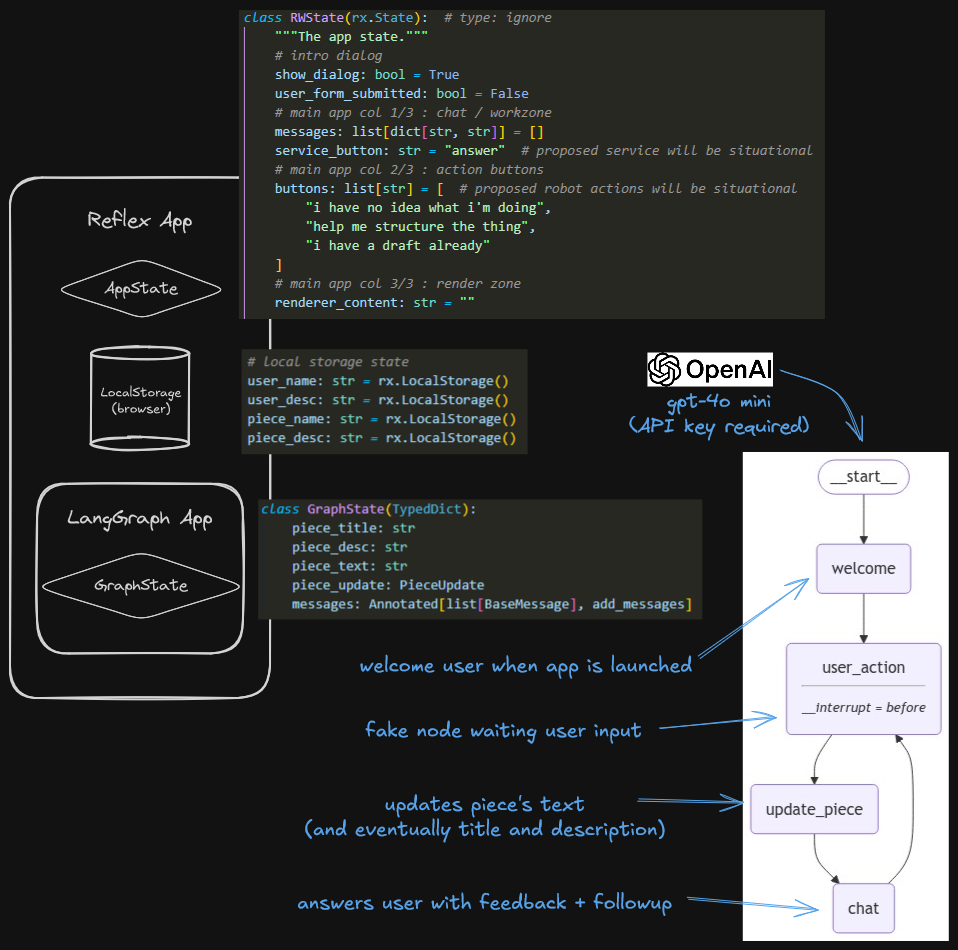 class RWState(rx.State):  # type: ignore
    """The app state."""
    # intro dialog
    show_dialog: bool = True
    user_form_submitted: bool = False
    # main app col 1/3 : chat / workzone
    messages: list[dict[str, str]] = []
    service_button: str = "answer"  # proposed service will be situational
    # main app col 2/3 : action buttons
    buttons: list[str] = [  # proposed robot actions will be situational
        "i have no idea what i'm doing",
        "help me structure the thing",
        "i have a draft already"
    ]
    # main app col 3/3 : render zone
    renderer_content: str = ""
Reflex App
AppState
LocalStorage
(browser)
# local storage state
user_name: str = rx.LocalStorage()
user_desc: str = rx.LocalStorage()
piece_name: str = rx.LocalStorage()
piece_desc: str = rx.LocalStorage()
LangGraph App
GraphState
class GraphState(TypedDict):
    piece_title: str
    piece_desc: str
    piece_text: str
    piece_update: PieceUpdate
    messages: Annotated[list[BaseMessage], add_messages]
OpenAI
gpt-4o mini
(API key required)
__start__
welcome
user_action
__interrupt = before
update_piece
chat
welcome user when app is launched
fake node waiting user input
updates piece's text
(and eventually title and description)
answers user with feedback + followup